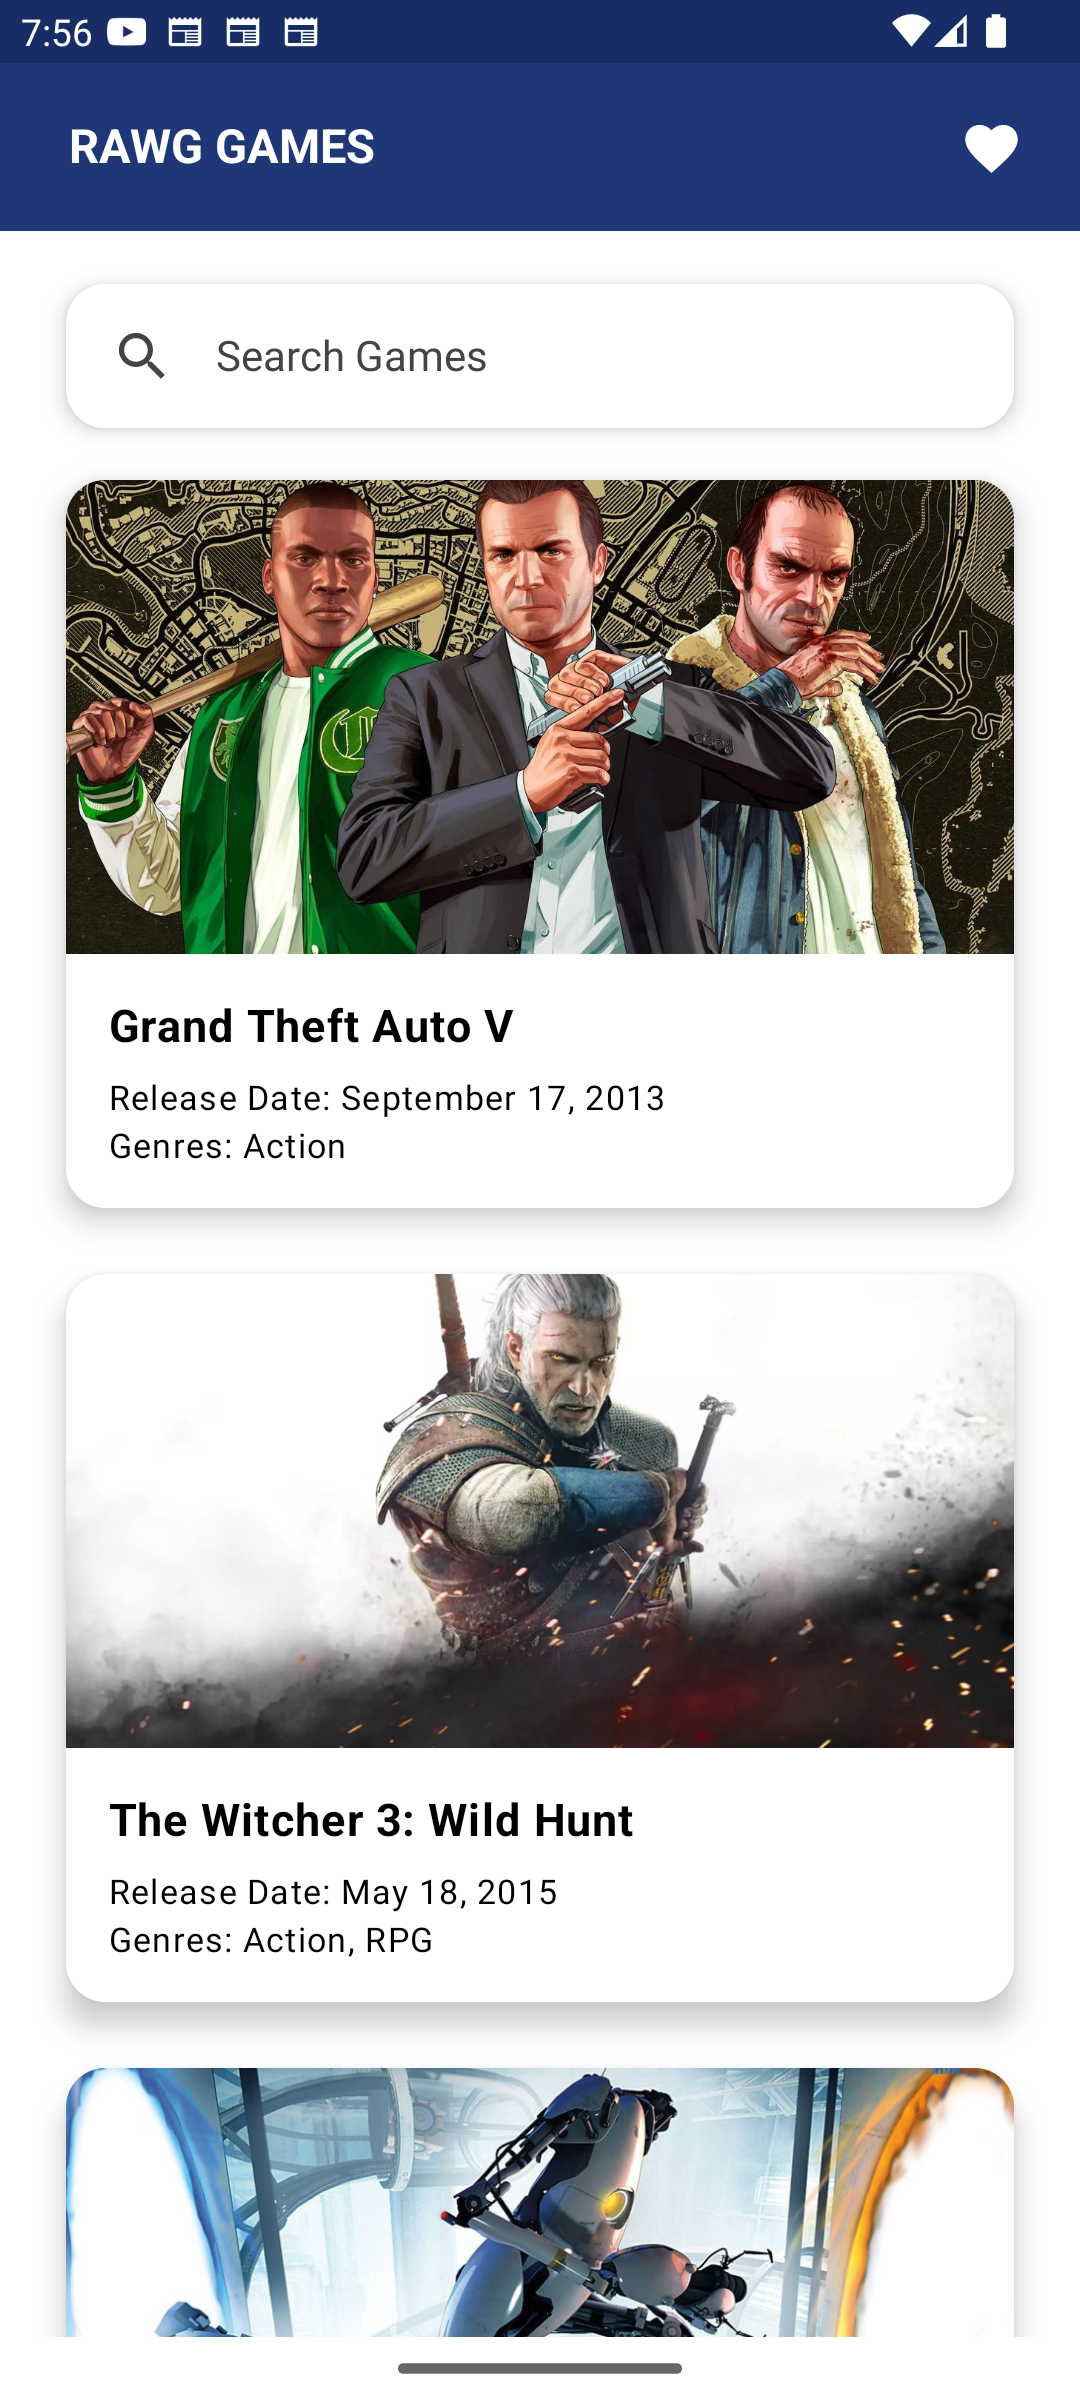 7:56
RAWG GAMES
Search Games
Grand Theft Auto V
Release Date: September 17, 2013
Genres: Action
The Witcher 3: Wild Hunt
Release Date: May 18, 2015
Genres: Action, RPG